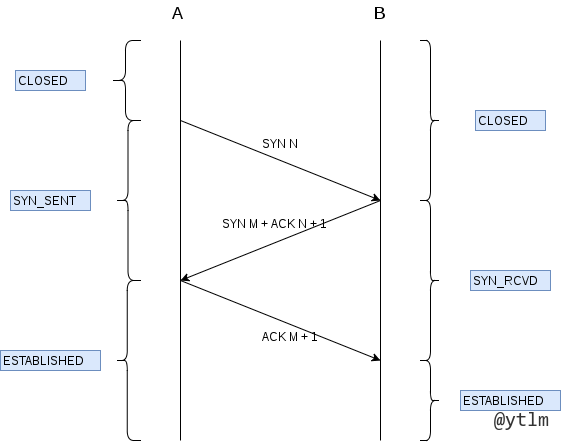 A
B
CLOSED
CLOSED
SYN N
SYN_SENT
SYN M + ACK N + 1
SYN_RCVD
ACK M + 1
ESTABLISHED
ESTABLISHED
@ytlm